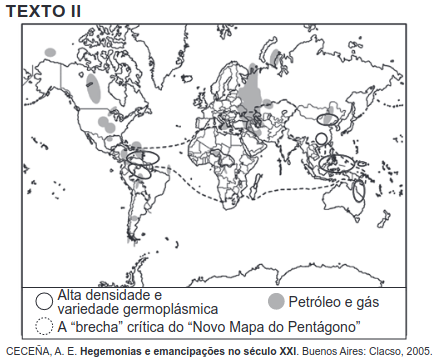 TEXTO II
Alta densidade e
variedade germoplásmica
Petróleo e gás
A “brecha” crítica do “Novo Mapa do Pentágono”
CECEÑA, A. E. Hegemonias e emancipações no século XXI. Buenos Aires: Clacso, 2005.